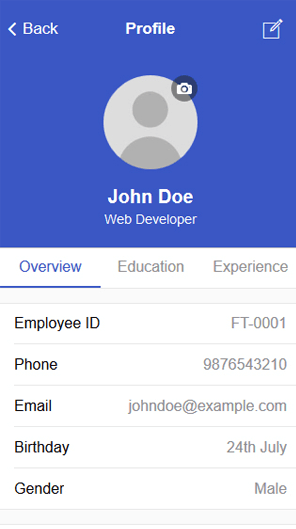 Back Profile
John Doe
Web Developer
Overview Education Experience
Employee ID FT-0001
Phone 9876543210
Email johndoe@example.com
Birthday 24th July
Gender Male